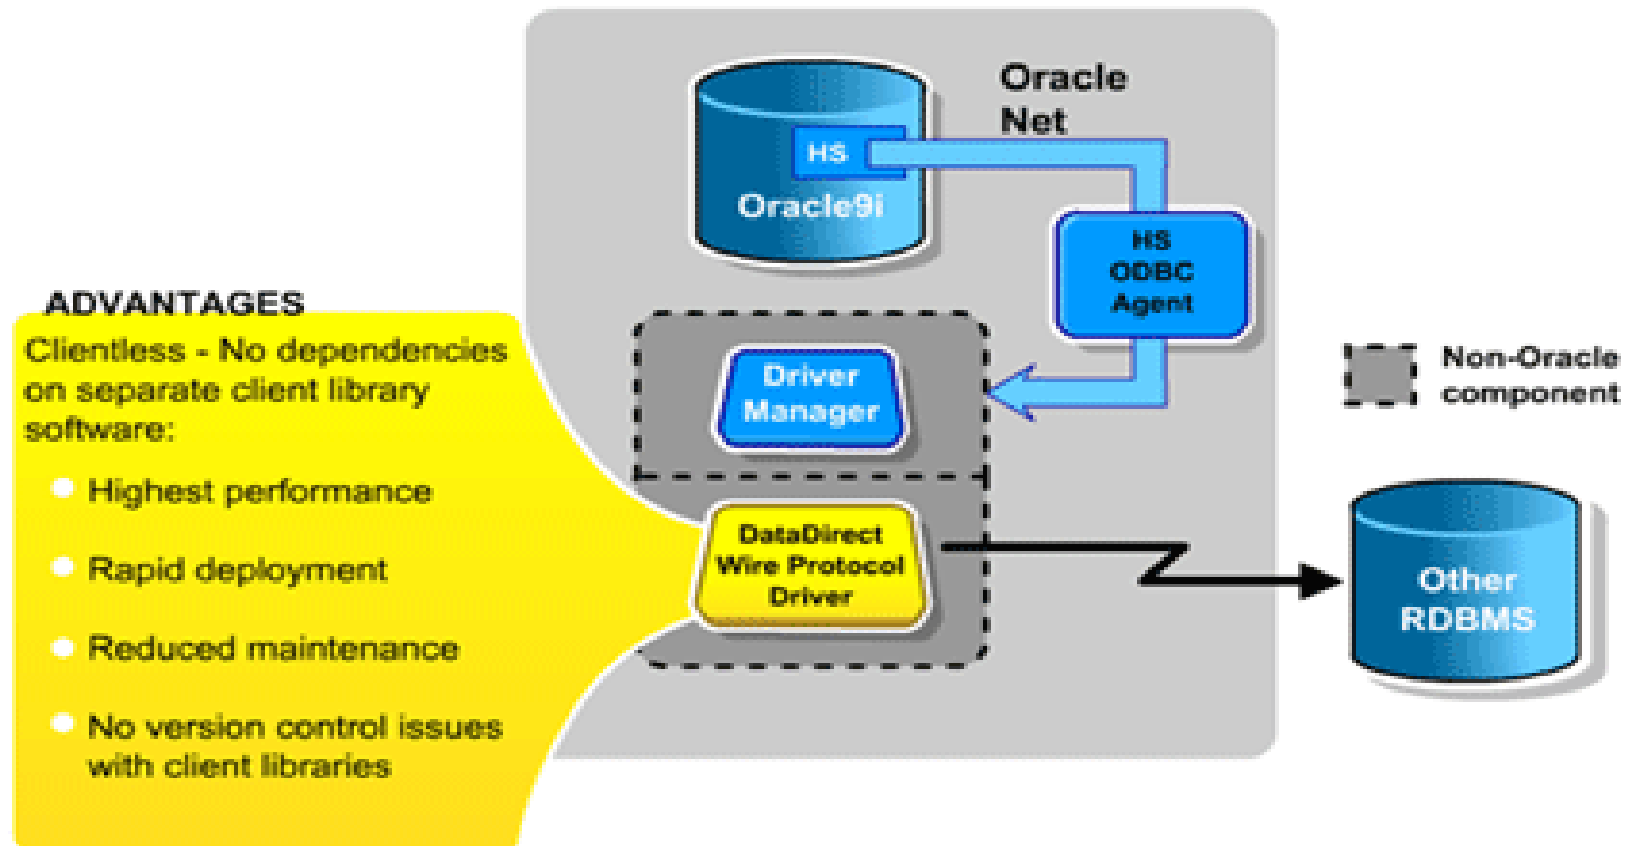 Oracle
Net
HS
Oracle9i
HS
ODBC
Agent
ADVANTAGES
Clientless - No dependencies
on separate client library
software:
Highest performance
Rapid deployment
Reduced maintenance
No version control issues
with client libraries
Driver
Manager
DataDirect
Wire Protocol
Driver
Non-Oracle
component
Other
RDBMS